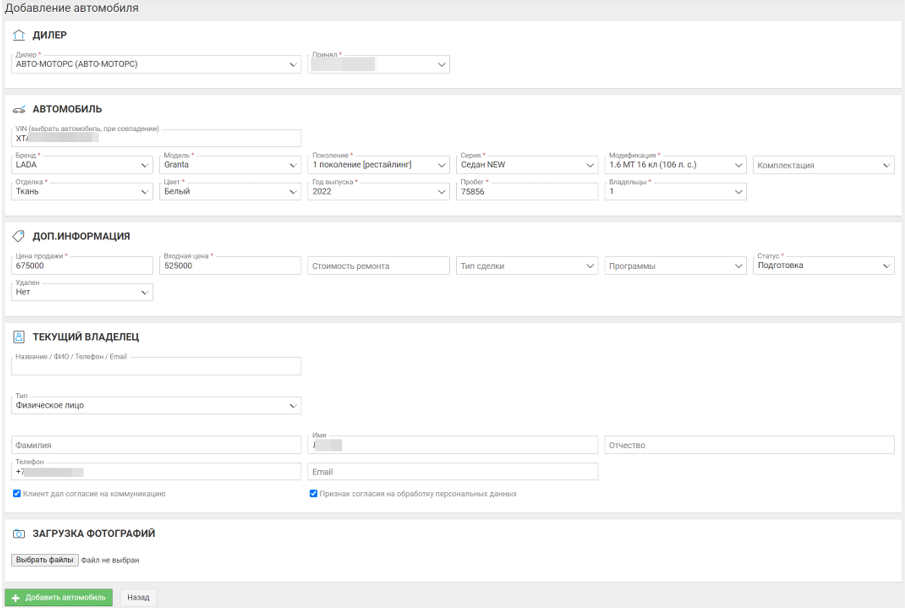 Добавление автомобиля
ДИЛЕР
Дилер *
АВТО-МОТОРС (АВТО-МОТОРС)
Принял *
АВТОМОБИЛЬ
VIN (выбрать автомобиль, при совпадении)
XTA
Бренд * Модель * Поколение * Серия * Модификация *
LADA Granta 1 поколение [рестайлинг] Седан NEW 1.6 MT 16 кл (106 л. с.) Комплектация
Отделка * Цвет * Год выпуска * Пробег * Владельцы *
Ткань Белый 2022 75856 1
ДОП.ИНФОРМАЦИЯ
Цена продажи * Входная цена * Статус *
675000 525000 Стоимость ремонта Тип сделки Программы Подготовка
Удален
Нет
ТЕКУЩИЙ ВЛАДЕЛЕЦ
Название / ФИО / Телефон / Email
Тип
Физическое лицо
Имя
Фамилия Отчество
Телефон
+7 Email
Клиент дал согласие на коммуникацию Признак согласия на обработку персональных данных
ЗАГРУЗКА ФОТОГРАФИЙ
Выбрать файлы Файл не выбран
Добавить автомобиль Назад